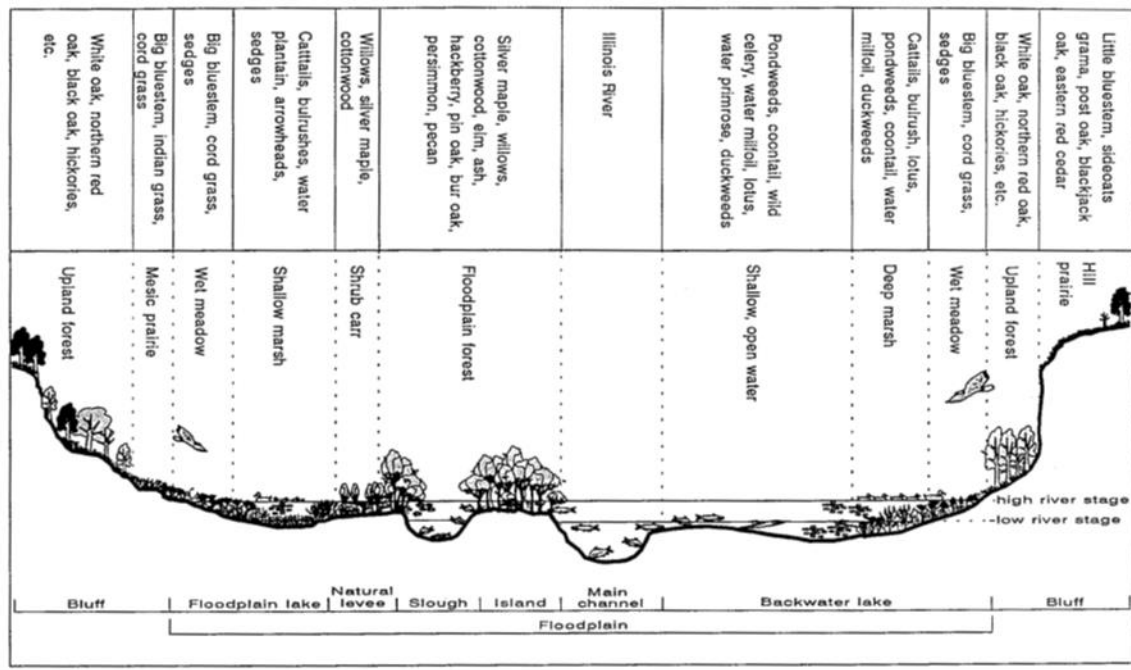 White oak, northern red
oak, black oak, hickories,
etc.
Big bluestem, indian grass,
cord grass
Big bluestem, cord grass,
sedges
Cattails, bulrushes, water
plantain, arrowheads,
sedges
Willows, silver maple,
cottonwood
Silver maple, willows,
cottonwood, elm, ash,
hackberry, pin oak, bur oak,
persimmon, pecan
Illinois River
Pondweeds, coontail, wild
celery, water milfoil, lotus,
water primrose, duckweeds
Cattails, bulrush, lotus,
pondweeds, coontail, water
milfoil, duckweeds
Big bluestem, cord grass,
sedges
White oak, northern red oak,
black oak, hickories, etc.
Little bluestem, sideoats
grama, post oak, blackjack
oak, eastern red cedar
Upland forest
Mesic prairie
Wet meadow
Shallow marsh
Shrub carr
Floodplain forest
Shallow, open water
Deep marsh
Wet meadow
Upland forest
Hill
prairie
high river stage
low river stage
Bluff
Floodplain lake
Natural
levee
Slough
Island
Main
channel
Backwater lake
Bluff
Floodplain